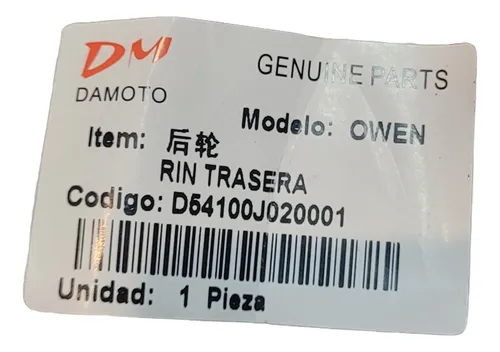 DM
DAMOTO
GENUINE PARTS
Modelo: OWEN
Item: 后轮
RIN TRASERA
Codigo: D54100J020001
Unidad: 1 Pieza